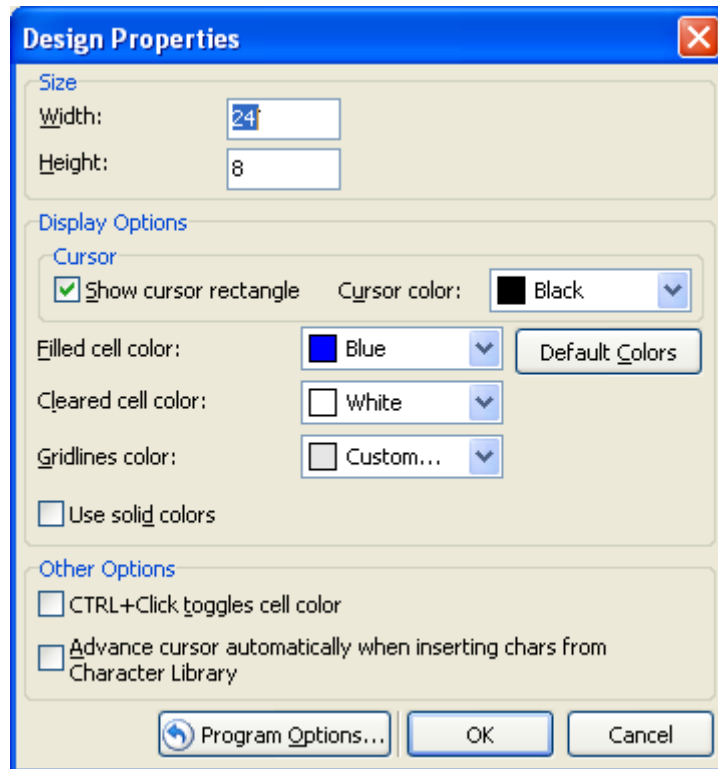 Design Properties
Size
Width:
24
Height:
8
Display Options
Cursor
Show cursor rectangle
Cursor color:
Black
Filled cell color:
Blue
Default Colors
Cleared cell color:
White
Gridlines color:
Custom...
Use solid colors
Other Options
CTRL+Click toggles cell color
Advance cursor automatically when inserting chars from
Character Library
Program Options...
OK
Cancel